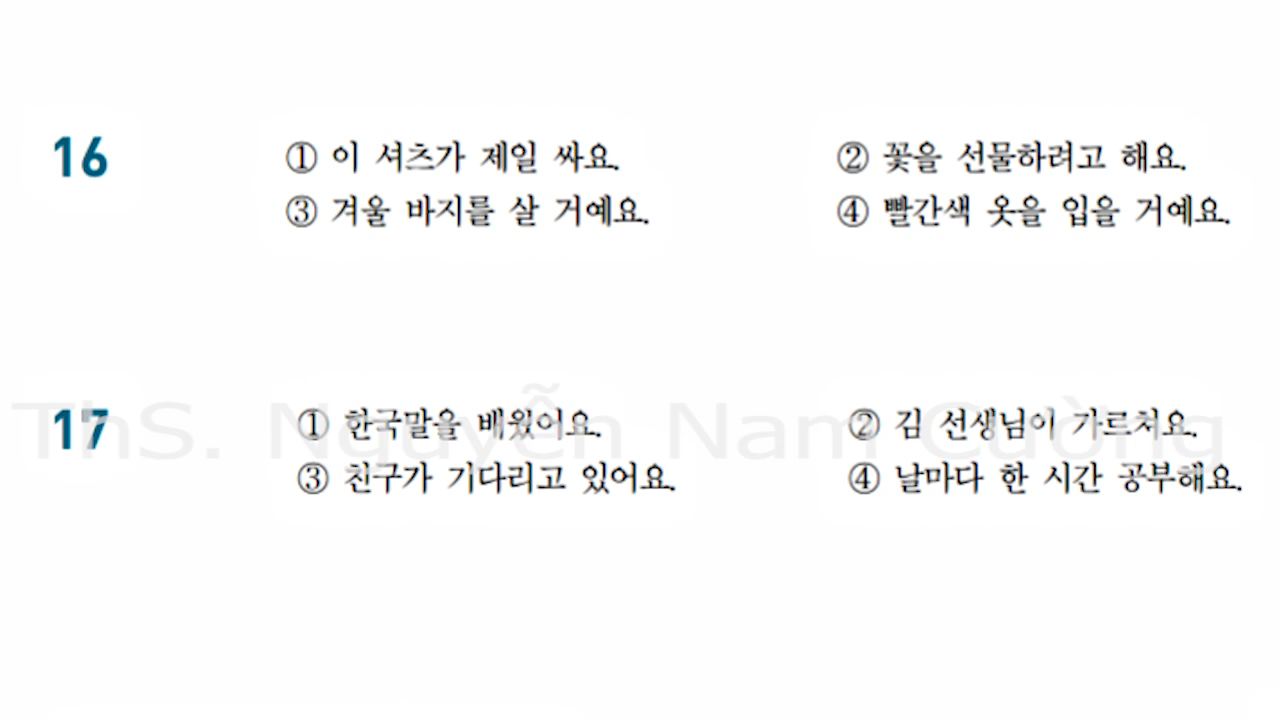 16
① 이 셔츠가 제일 싸요. ② 꽃을 선물하려고 해요.
③ 겨울 바지를 살 거예요. ④ 빨간색 옷을 입을 거예요.
ThS. Nguyễn Nam Cường
17
① 한국말을 배웠어요. ② 김 선생님이 가르쳐요.
③ 친구가 기다리고 있어요. ④ 날마다 한 시간 공부해요.